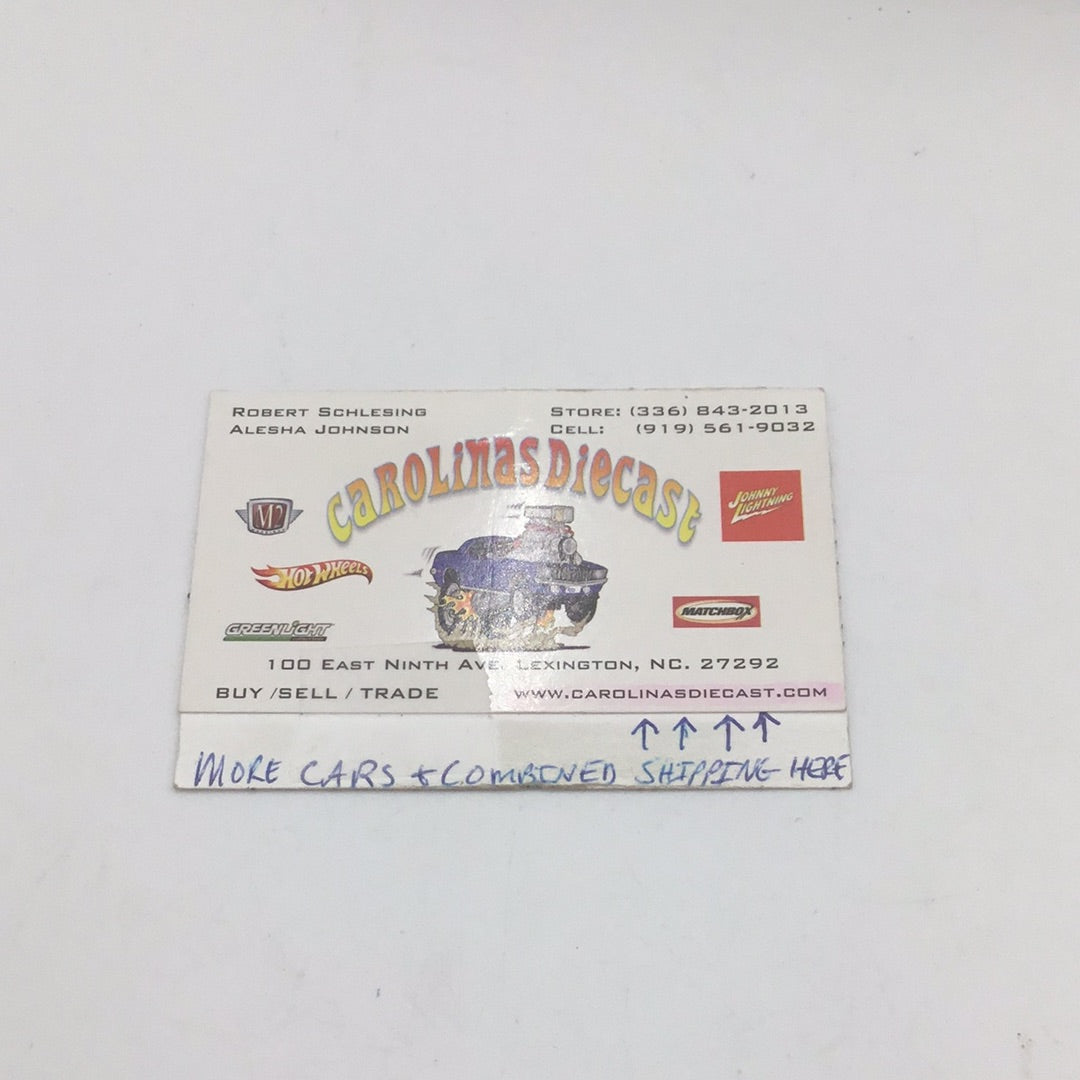 ROBERT SCHLESING
ALESHA JOHNSON
STORE: (336) 843-2013
CELL: (919) 561-9032
CAROLINAS DIECAST
M2
JOHNNY LIGHTNING
HOT WHEELS
MATCHBOX
GREENLIGHT
100 EAST NINTH AVE. LEXINGTON, NC. 27292
BUY /SELL / TRADE
WWW.CAROLINASDIECAST.COM
MORE CARS + COMBINED SHIPPING HERE